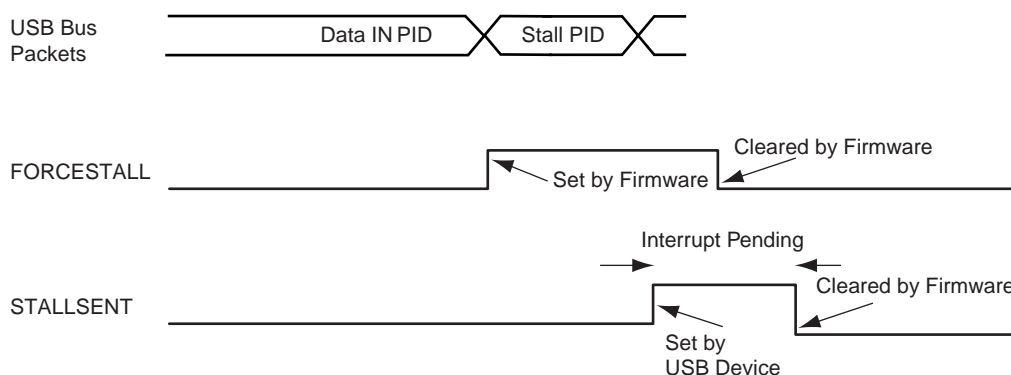 USB Bus
Packets
Data IN PID
Stall PID
FORCESTALL
Set by Firmware
Cleared by Firmware
Interrupt Pending
STALLSENT
Cleared by Firmware
Set by
USB Device